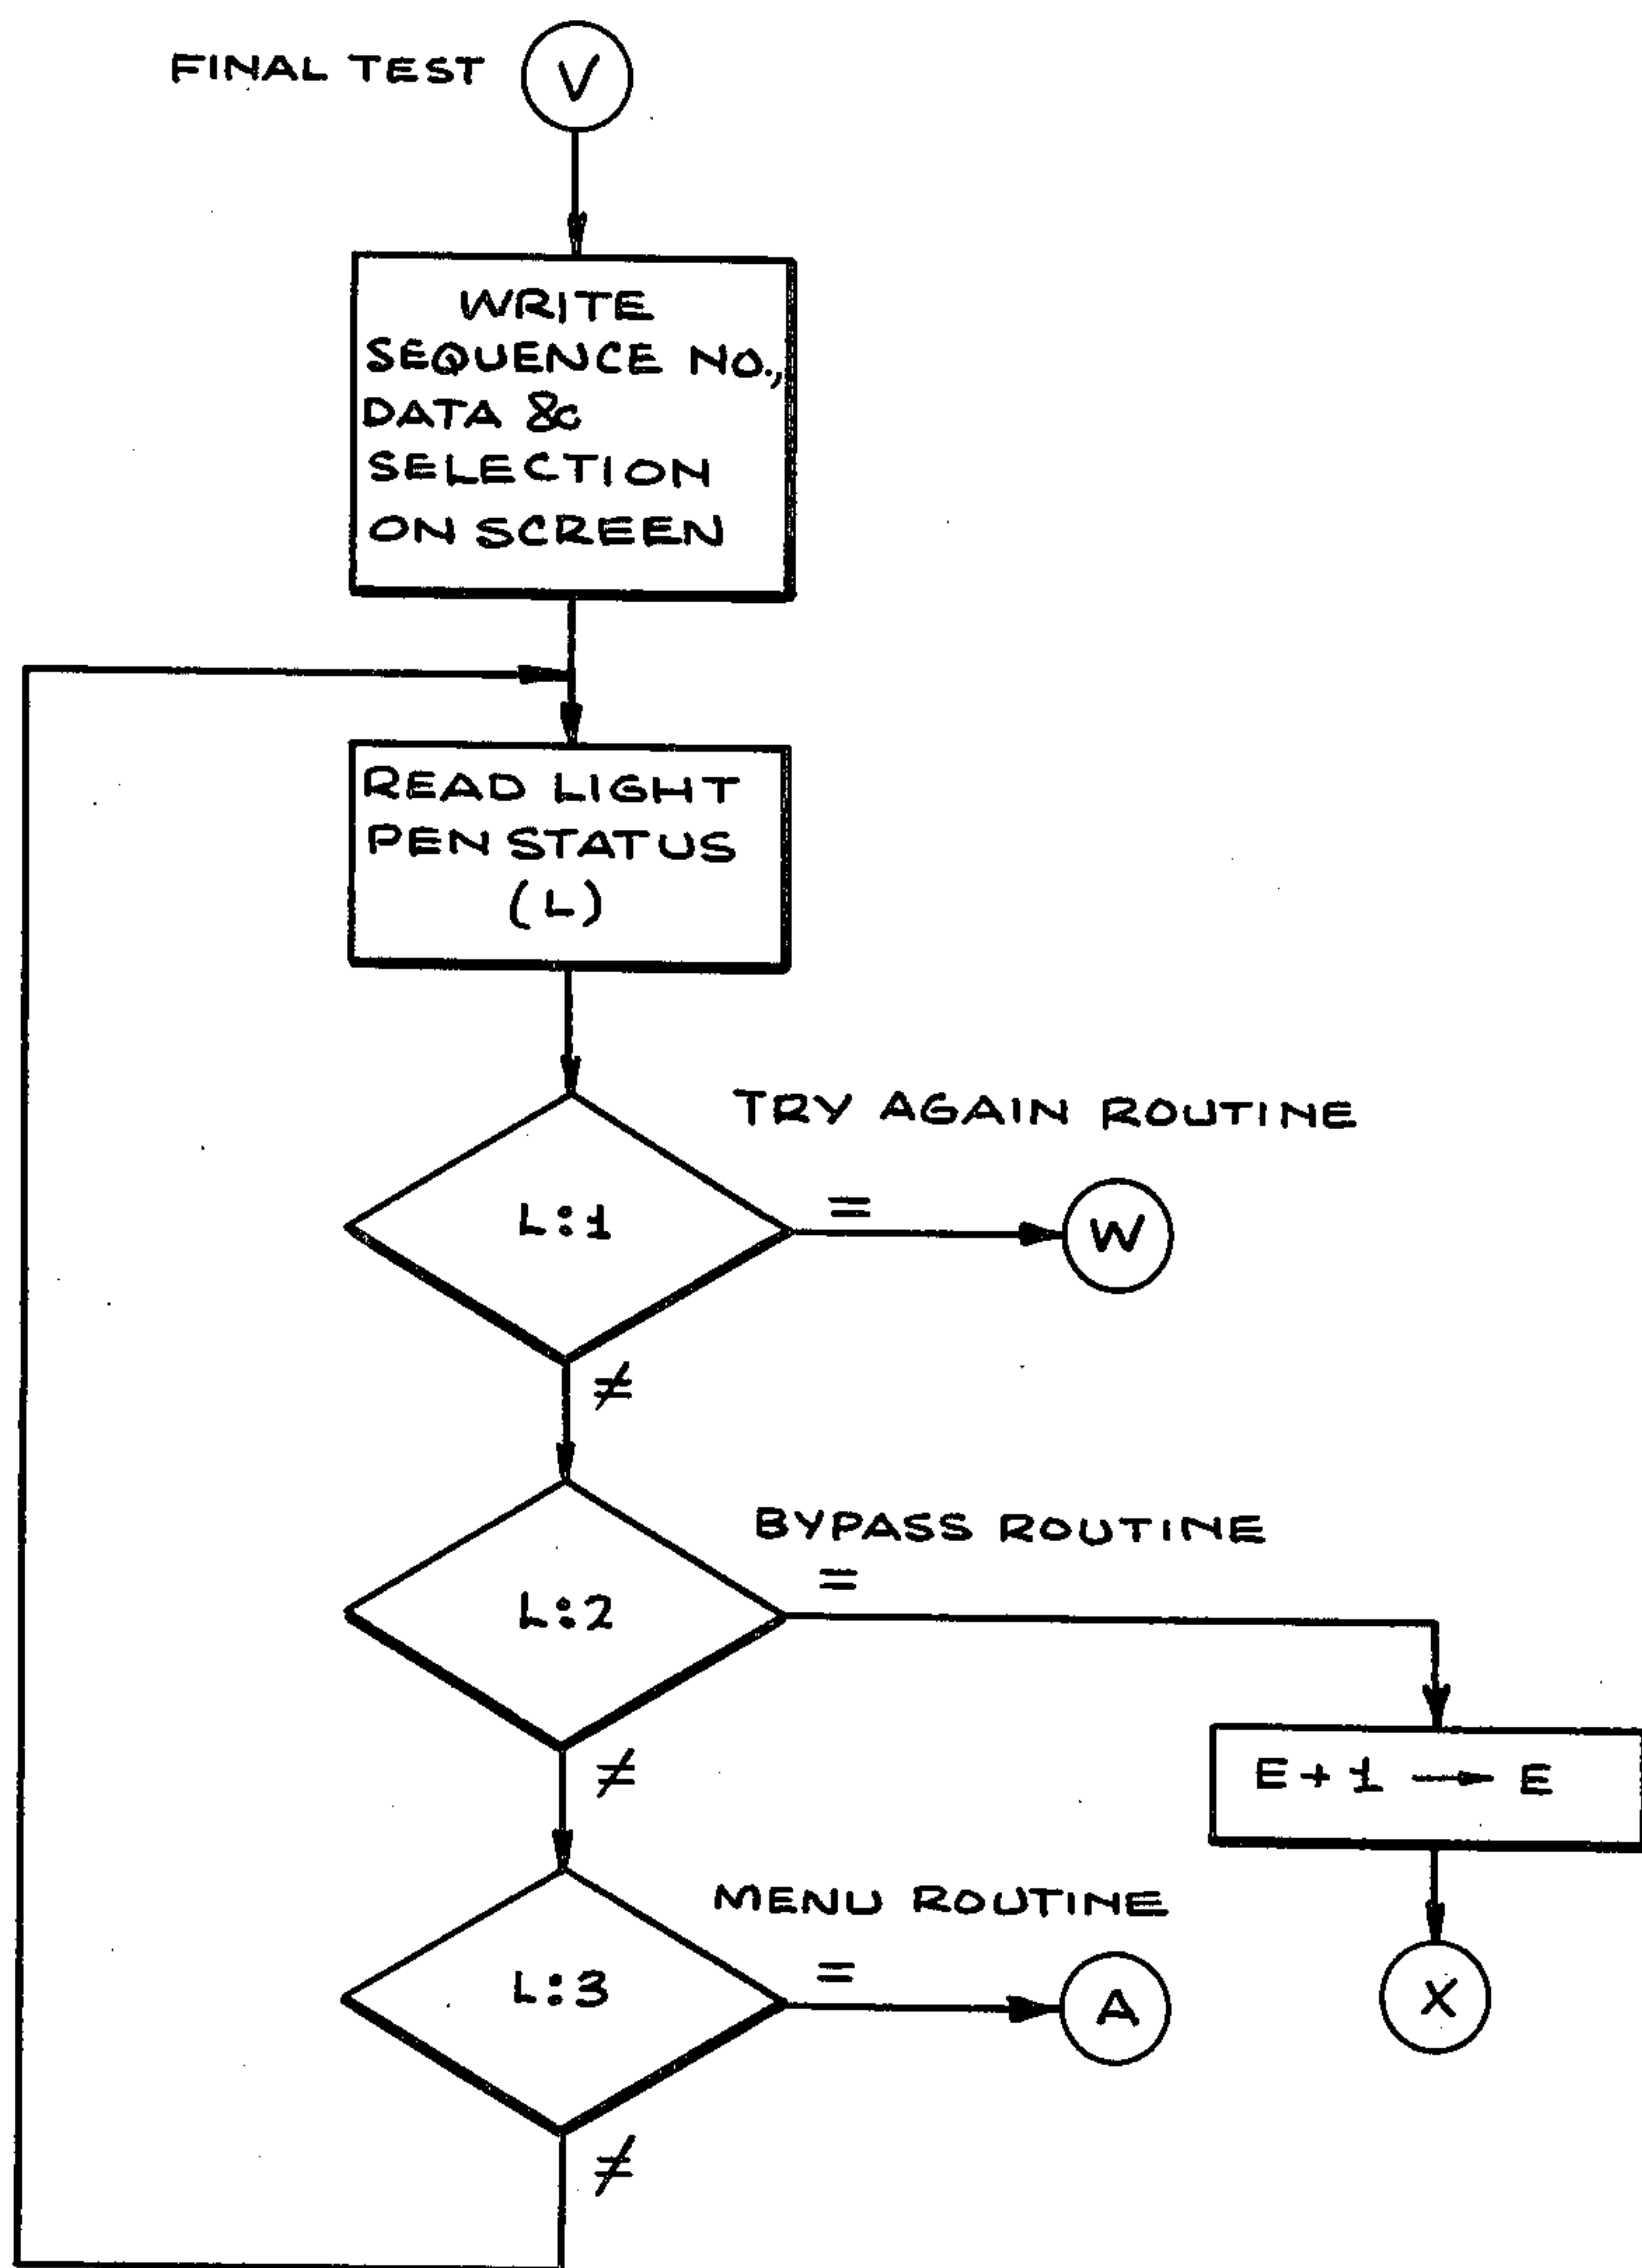 FINAL TEST
V
WRITE
SEQUENCE NO.,
DATA &
SELECTION
ON SCREEN
READ LIGHT
PEN STATUS
(L)
TRY AGAIN ROUTINE
L:1
=
W
≠
BYPASS ROUTINE
=
L:2
≠
E+1 → E
MENU ROUTINE
=
L:3
A
X
≠